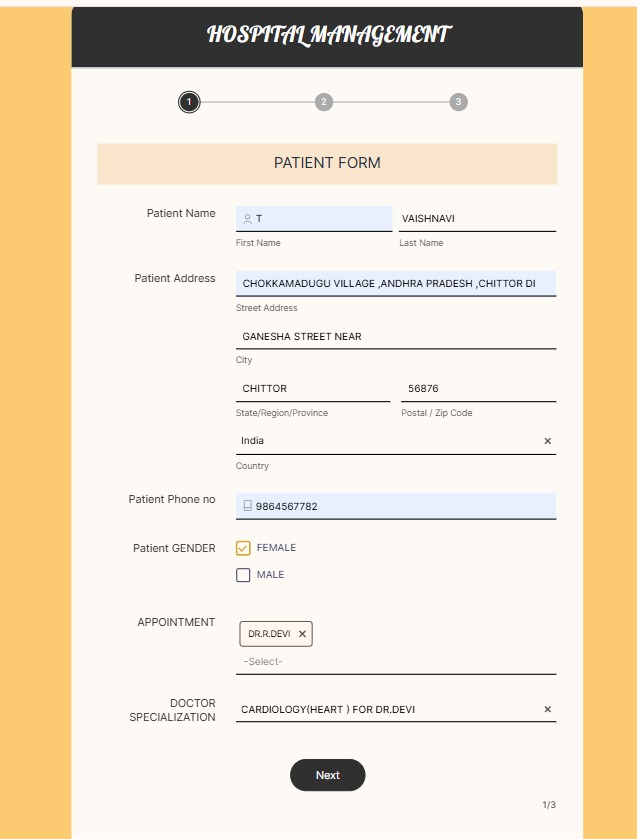 HOSPITAL MANAGEMENT
1 2 3
PATIENT FORM
Patient Name T VAISHNAVI
First Name Last Name
Patient Address CHOKKAMADUGU VILLAGE ,ANDHRA PRADESH ,CHITTOR DI
Street Address
GANESHA STREET NEAR
City
CHITTOR 56876
State/Region/Province Postal / Zip Code
India
Country
Patient Phone no 9864567782
Patient GENDER FEMALE
MALE
APPOINTMENT
DR.R.DEVI
-Select-
DOCTOR
SPECIALIZATION CARDIOLOGY(HEART ) FOR DR.DEVI
Next
1/3